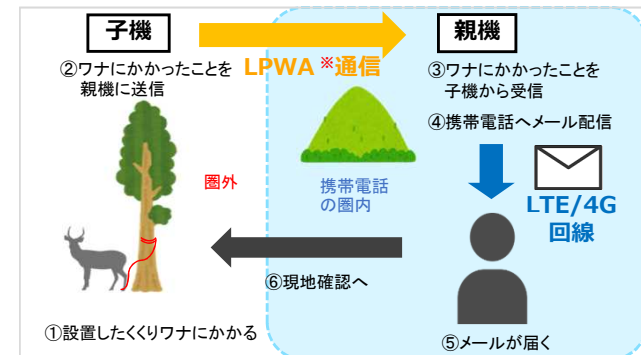 子機
親機
②ワナにかかったことを
親機に送信
LPWA ※通信
③ワナにかかったことを
子機から受信
④携帯電話へメール配信
圏外
携帯電話
の圏内
LTE/4G
回線
⑥現地確認へ
①設置したくくりワナにかかる
⑤メールが届く